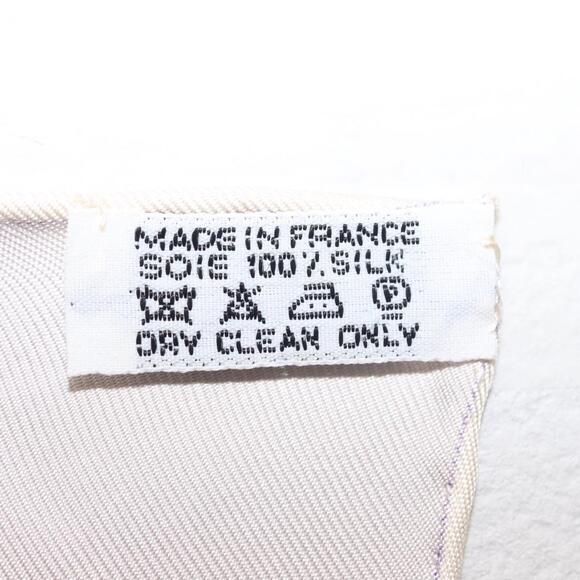 MADE IN FRANCE
SOIE 100% SILK
P
DRY CLEAN ONLY